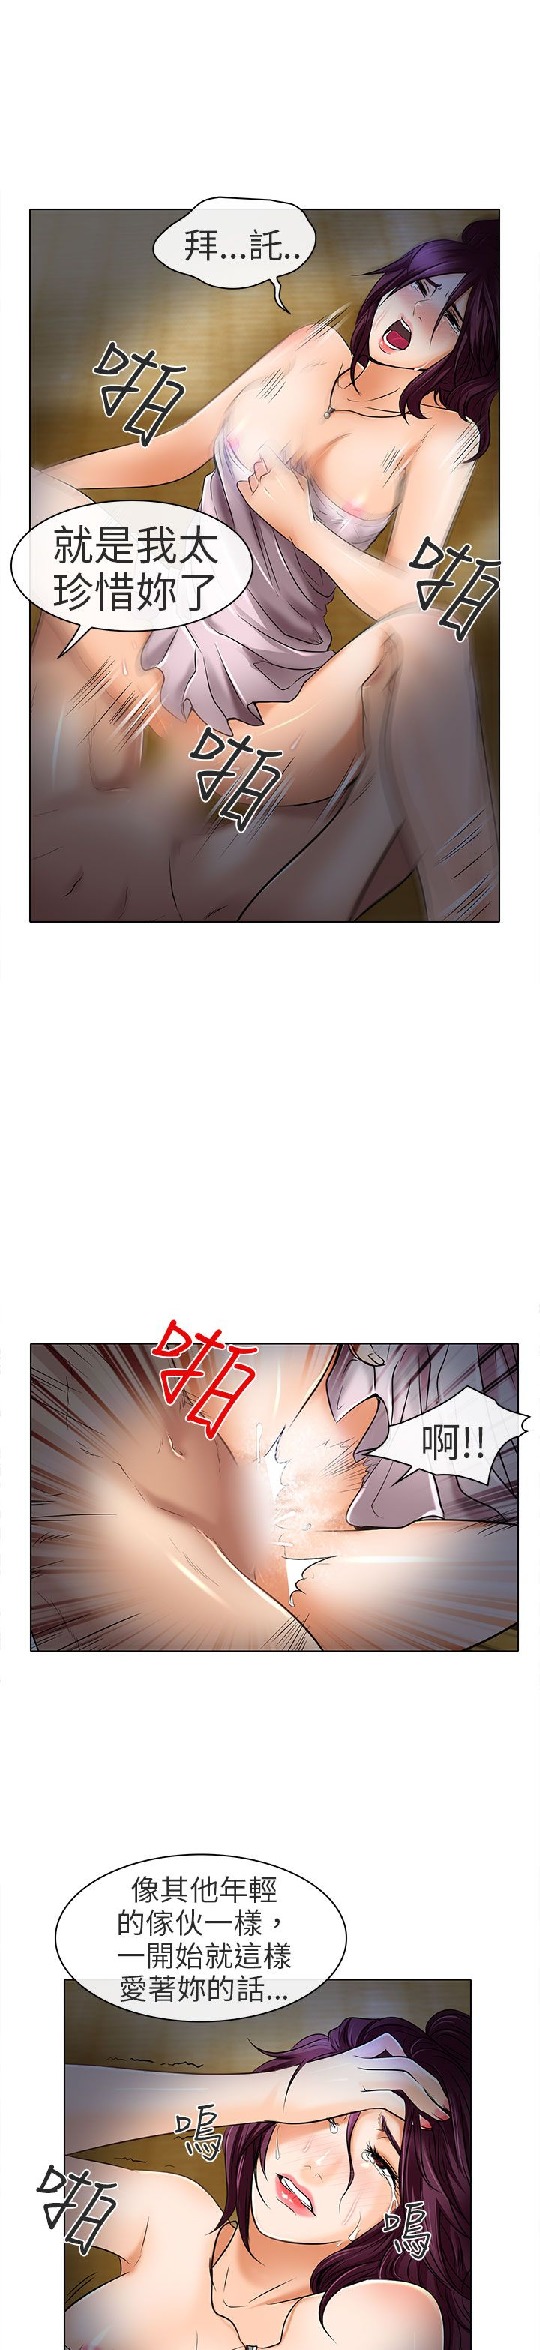 拜...託..
啪
就是我太
珍惜妳了
啪
啪
啪
啊!!
像其他年輕
的傢伙一樣，
一開始就這樣
愛著妳的話...
嗚
啪
嗚